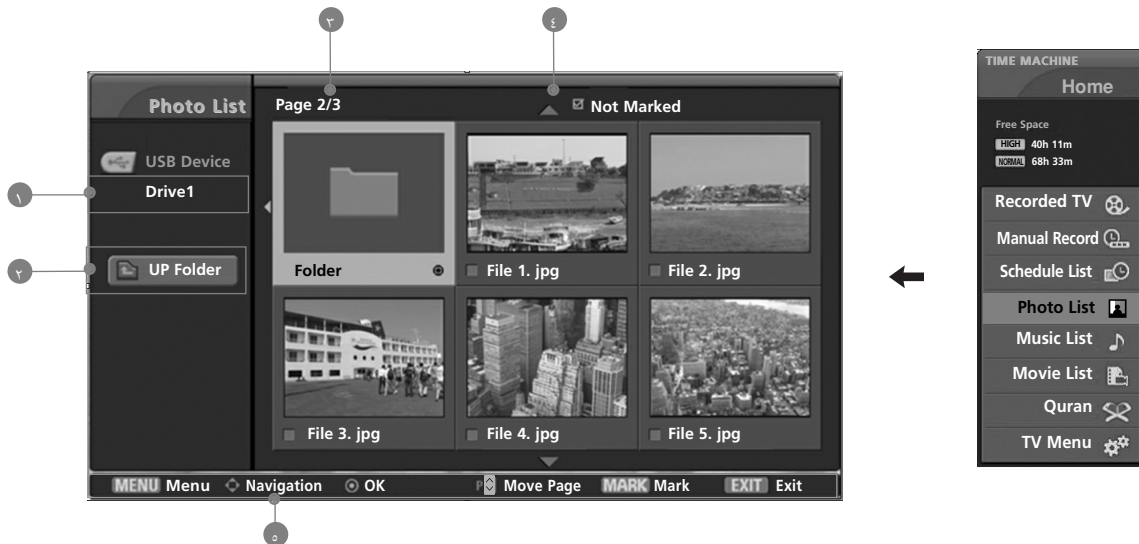 ٣
٤
Photo List
Page 2/3
Not Marked
USB Device
Drive1
١
UP Folder
٢
Folder
File 1. jpg
File 2. jpg
File 3. jpg
File 4. jpg
File 5. jpg
MENU Menu Navigation OK P Move Page MARK Mark EXIT Exit
٥
TIME MACHINE
Home
Free Space
HIGH 40h 11m
NORMAL 68h 33m
Recorded TV
Manual Record
Schedule List
Photo List
Music List
Movie List
Quran
TV Menu